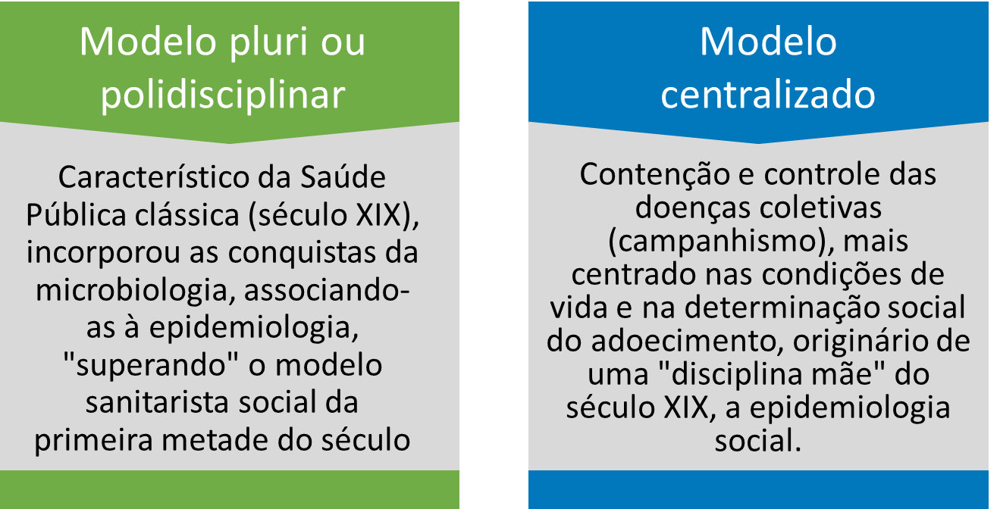 Modelo pluri ou
polidisciplinar
Característico da Saúde
Pública clássica (século XIX),
incorporou as conquistas da
microbiologia, associando-
as à epidemiologia,
"superando" o modelo
sanitarista social da
primeira metade do século
Modelo
centralizado
Contenção e controle das
doenças coletivas
(campanhismo), mais
centrado nas condições de
vida e na determinação social
do adoecimento, originário de
uma "disciplina mãe" do
século XIX, a epidemiologia
social.